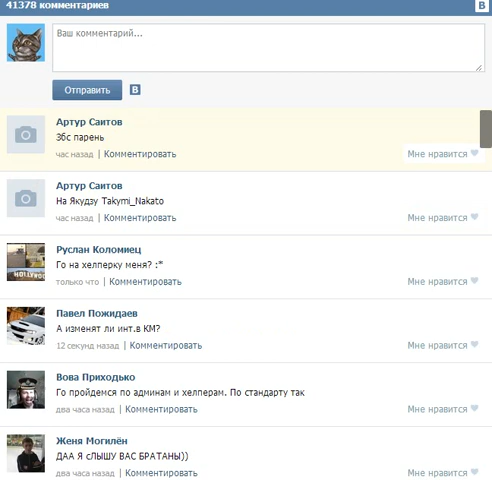 41378 комментариев
В
Ваш комментарий...
Отправить В
Артур Саитов
Збс парень
час назад | Комментировать Мне нравится
Артур Саитов
На Якудзу Takymi_Nakato
час назад | Комментировать Мне нравится
Руслан Коломиец
Го на хелперку меня? :*
только что | Комментировать Мне нравится
Павел Пожидаев
А изменят ли инт.в КМ?
12 секунд назад | Комментировать Мне нравится
Вова Приходько
Го пройдемся по админам и хелперам. По стандарту так
два часа назад | Комментировать Мне нравится
Женя Могилён
ДАА Я сЛЫШУ ВАС БРАТАНЫ))
два часа назад | Комментировать Мне нравится